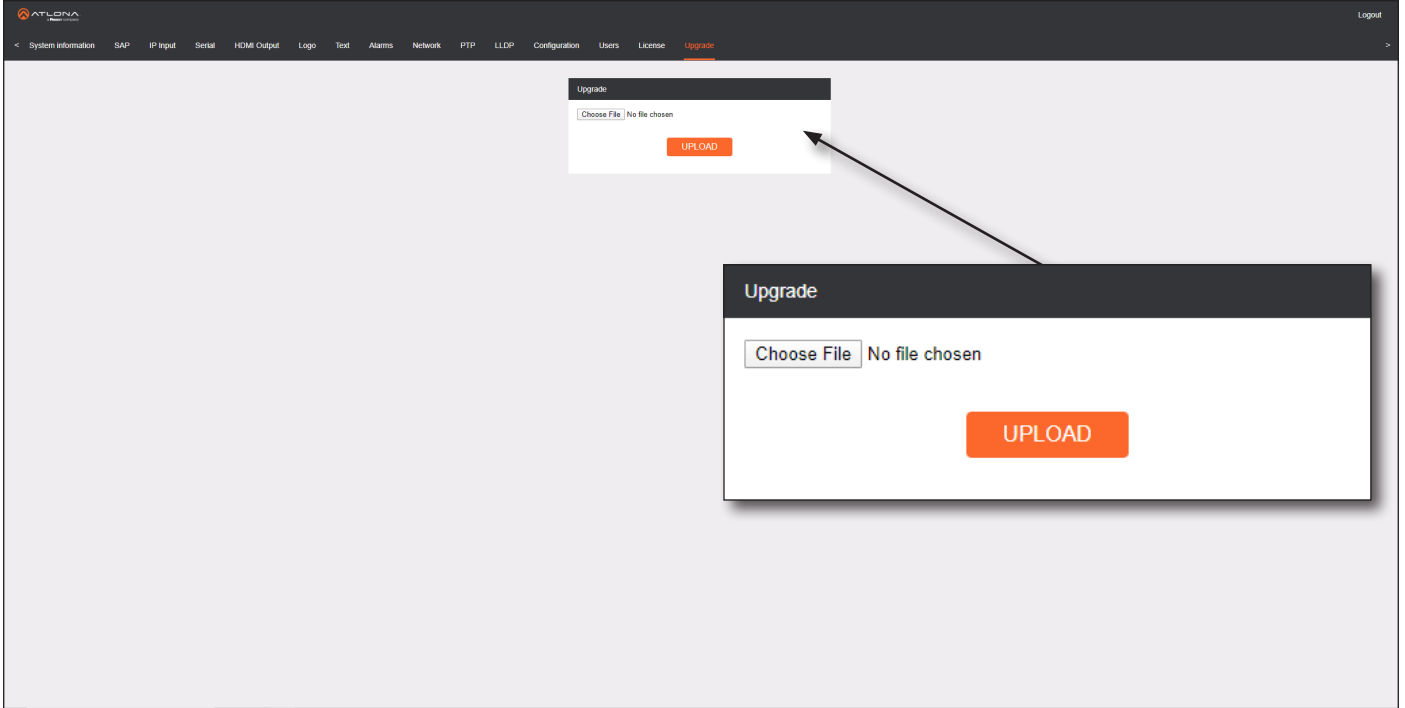 ATLONA
Logout
< System information SAP IP Input Serial HDMI Output Logo Text Alarms Network PTP LLDP Configuration Users License Upgrade >
Upgrade
Choose File No file chosen
UPLOAD
Upgrade
Choose File No file chosen
UPLOAD